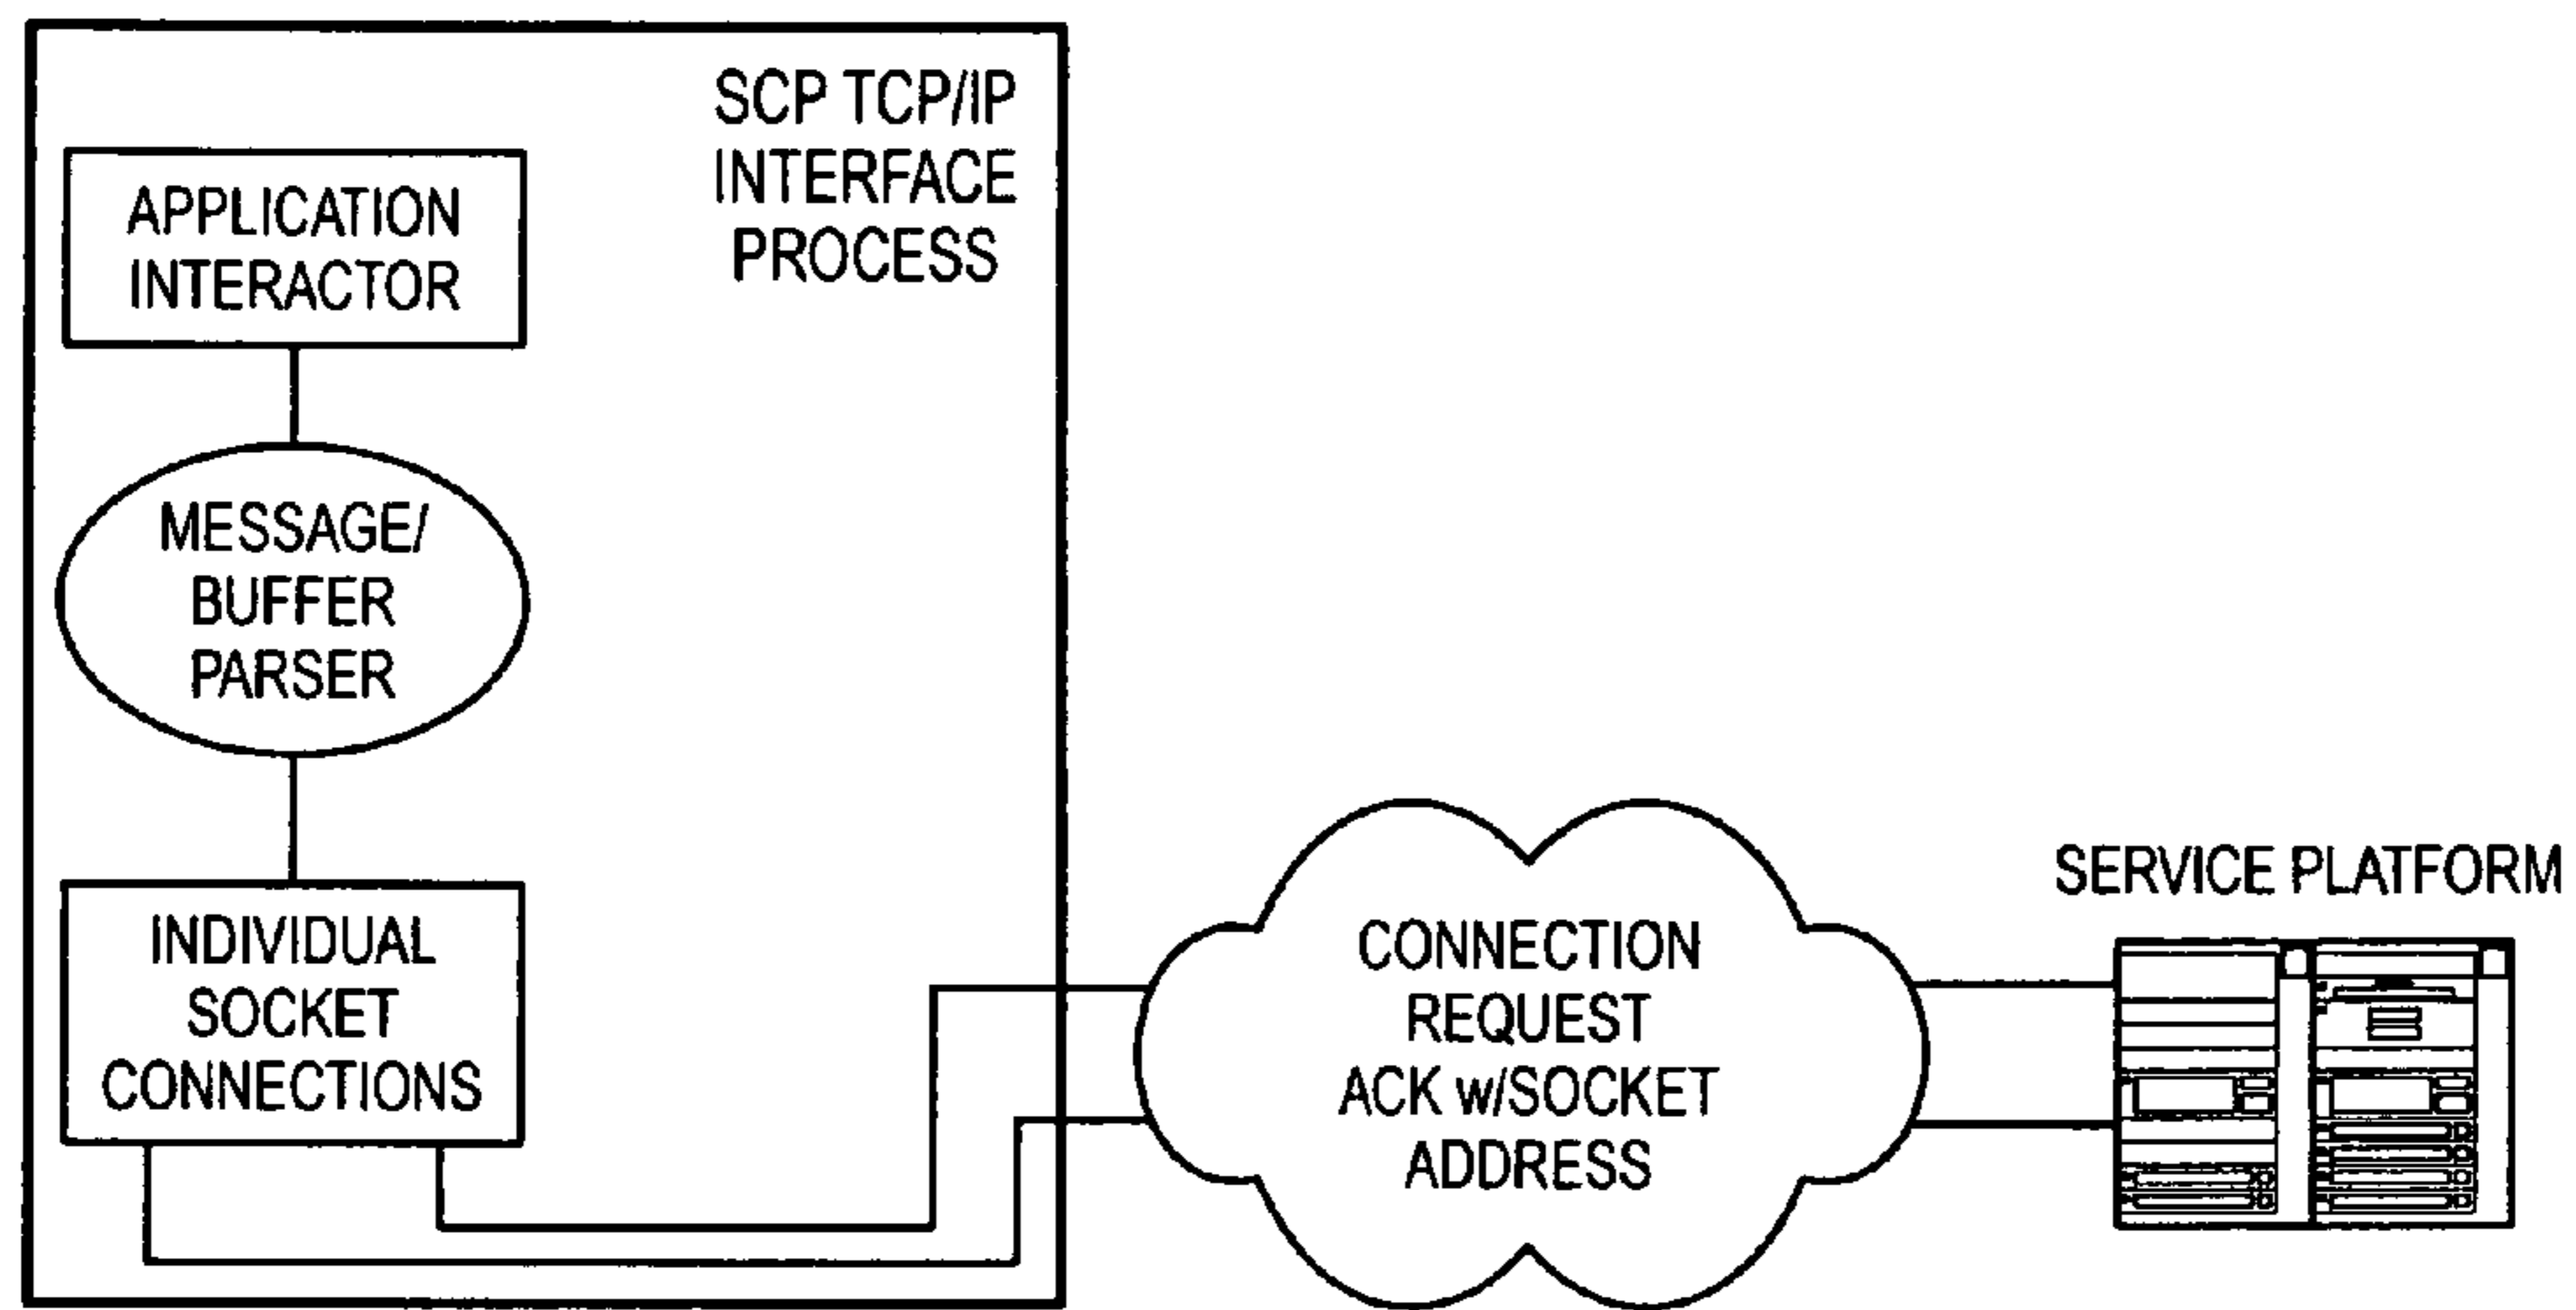 SCP TCP/IP
INTERFACE
PROCESS
APPLICATION
INTERACTOR
MESSAGE/
BUFFER
PARSER
INDIVIDUAL
SOCKET
CONNECTIONS
CONNECTION
REQUEST
ACK w/SOCKET
ADDRESS
SERVICE PLATFORM